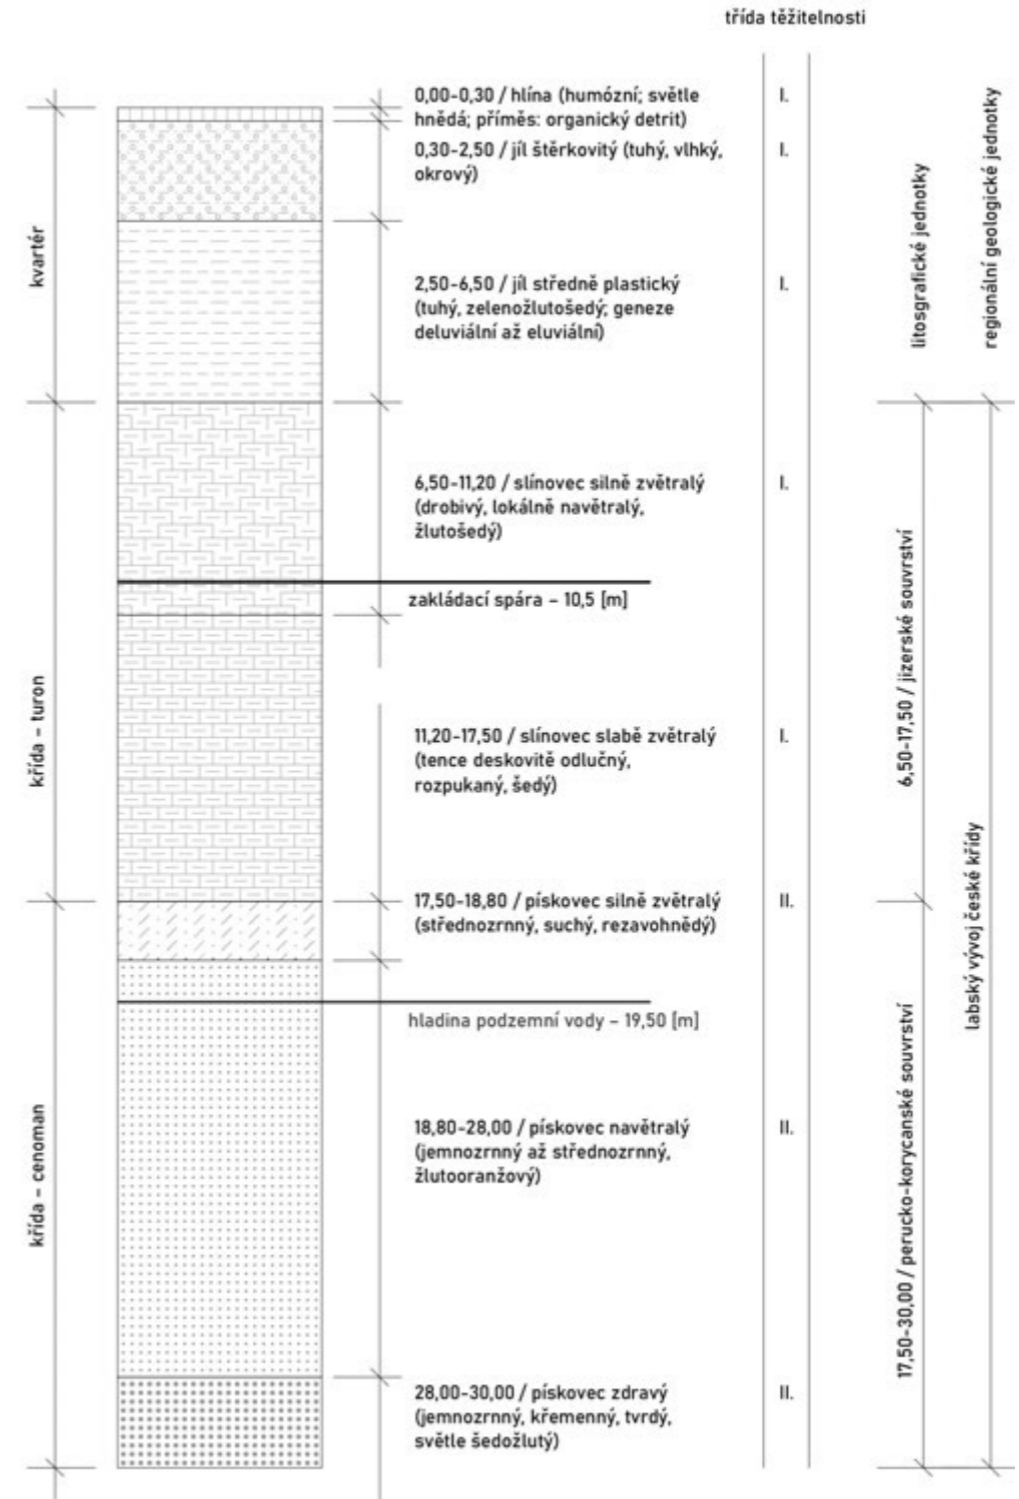 třída těžitelnosti
0,00-0,30 / hlína (humózní; světle
hnědá; příměs: organický detrit)
I.
0,30-2,50 / jíl štěrkovitý (tuhý, vlhký,
okrový)
I.
kvartér
2,50-6,50 / jíl středně plastický
(tuhý, zelenožlutošedý; geneze
deluviální až eluviální)
I.
litosgrafické jednotky
regionální geologické jednotky
křída – turon
6,50-11,20 / slínovec silně zvětralý
(drobivý, lokálně navětralý,
žlutošedý)
I.
zakládací spára – 10,5 [m]
11,20-17,50 / slínovec slabě zvětralý
(tence deskovitě odlučný,
rozpukaný, šedý)
I.
6,50-17,50 / jizerské souvrství
labský vývoj české křídy
křída – cenoman
17,50-18,80 / pískovec silně zvětralý
(střednozrnný, suchý, rezavohnědý)
II.
hladina podzemní vody – 19,50 [m]
18,80-28,00 / pískovec navětralý
(jemnozrnný až střednozrnný,
žlutooranžový)
II.
17,50-30,00 / perucko-korycanské souvrství
28,00-30,00 / pískovec zdravý
(jemnozrnný, křemenný, tvrdý,
světle šedožlutý)
II.